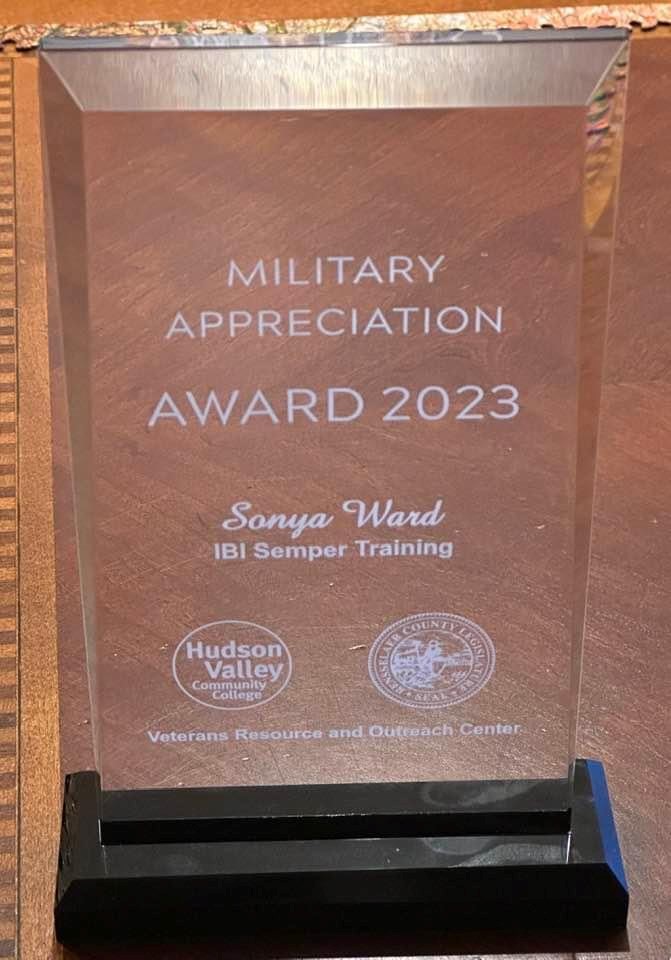 MILITARY
APPRECIATION
AWARD 2023
Sonya Ward
IBI Semper Training
Hudson
Valley
Community
College
RENSSELAER COUNTY LEGISLATURE
SEAL
Veterans Resource and Outreach Center